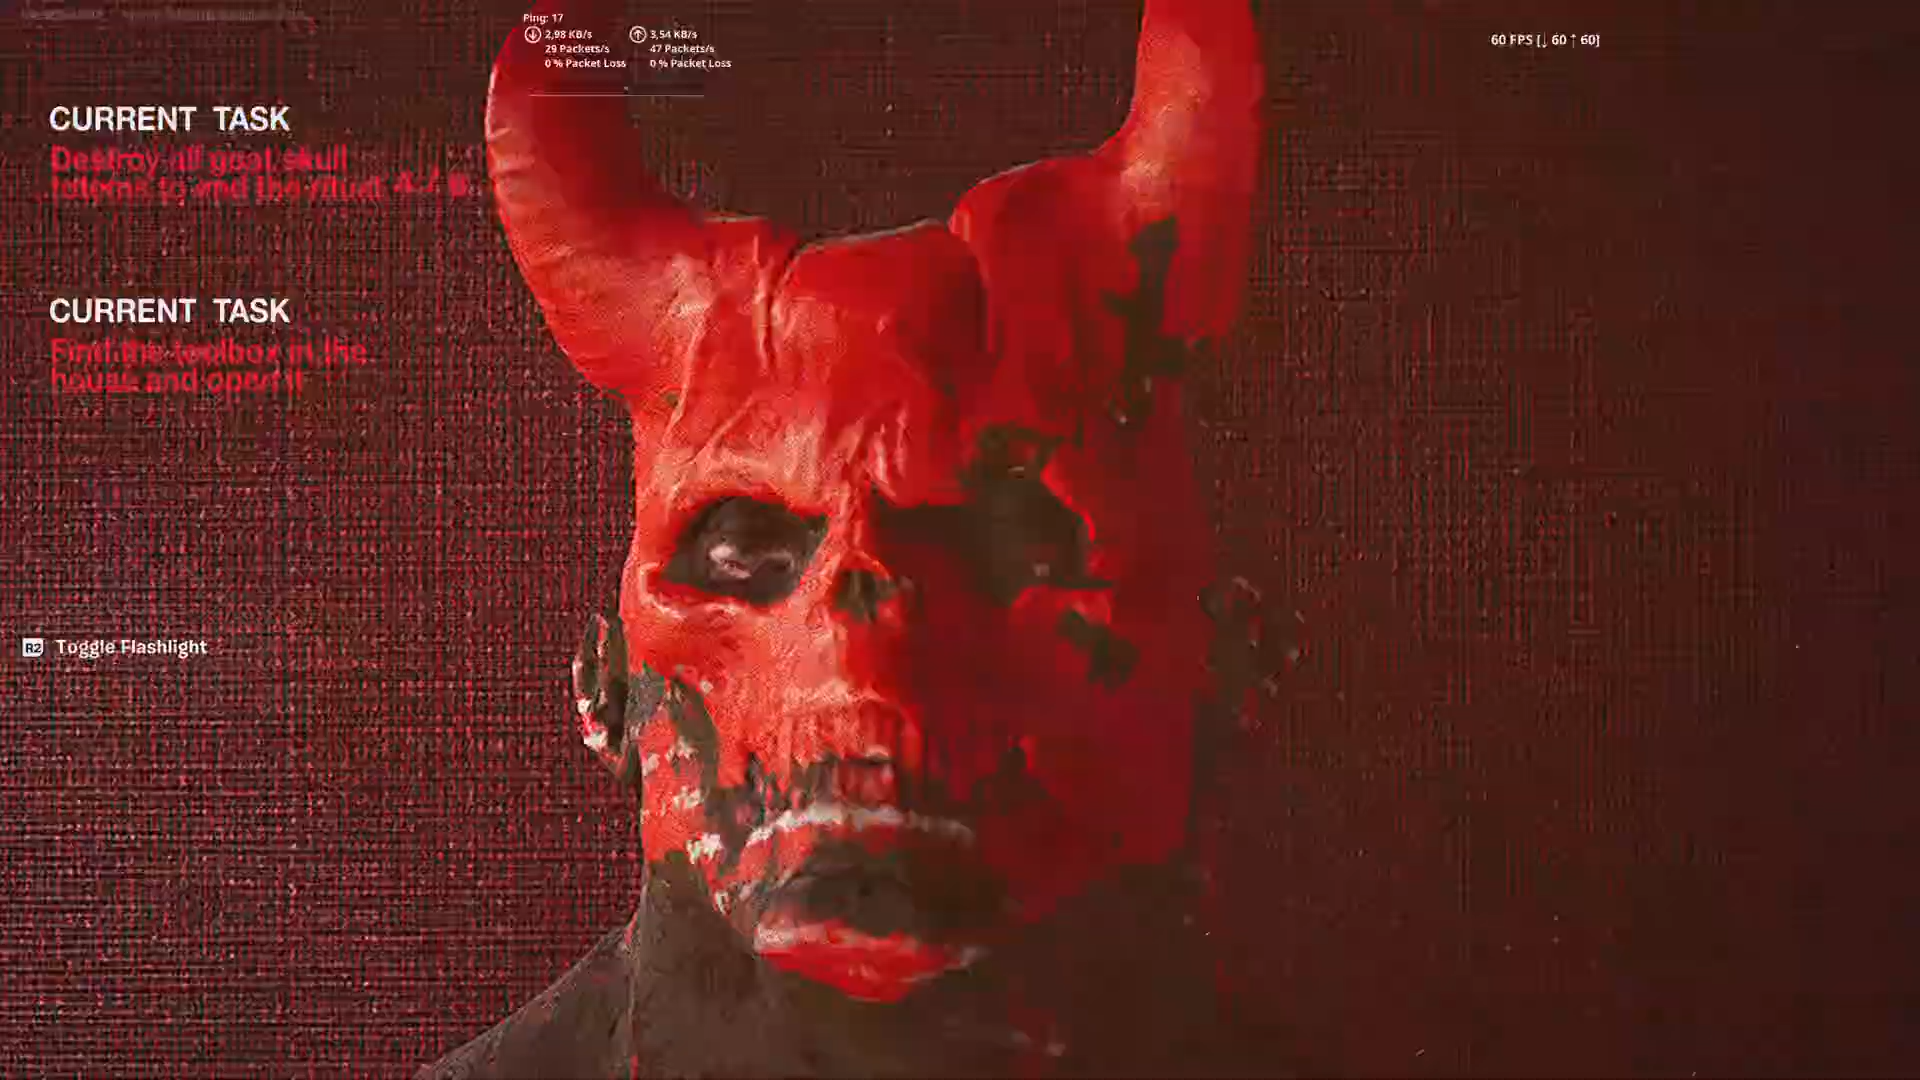 Ping: 17
2,98 KB/s
3,54 KB/s
29 Packets/s
47 Packets/s
0 % Packet Loss
0 % Packet Loss
60 FPS [↓ 60 ↑ 60]
CURRENT TASK
Destroy all goat skull
totems to end the ritual 4 /
CURRENT TASK
Find the toolbox in the
house and open it
R2 Toggle Flashlight